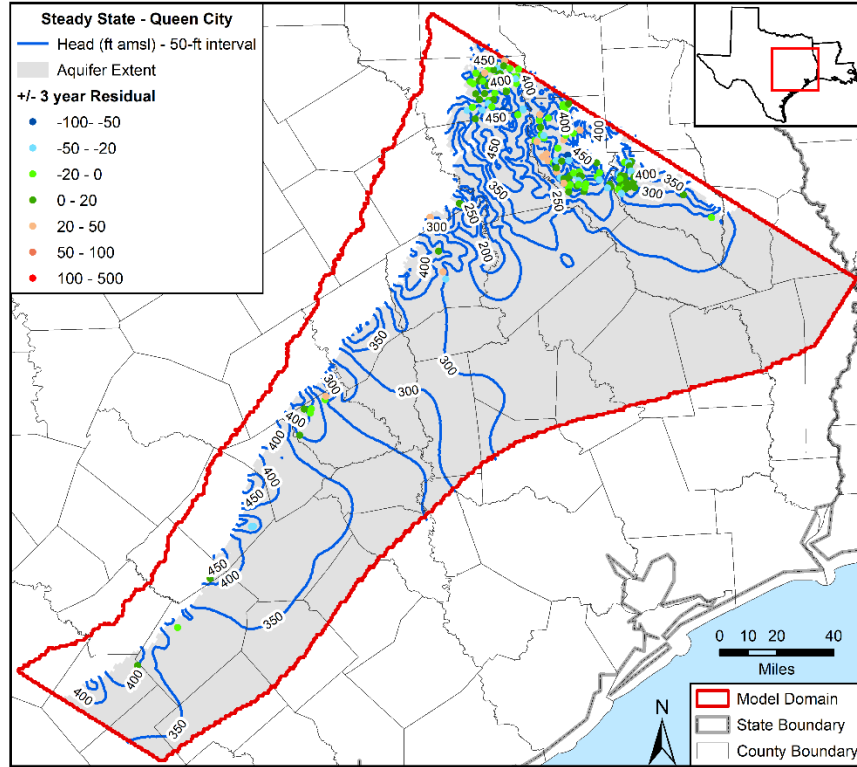 Steady State - Queen City
Head (ft amsl) - 50-ft interval
Aquifer Extent
+/- 3 year Residual
-100- -50
-50 - -20
-20 - 0
0 - 20
20 - 50
50 - 100
100 - 500
450
400
400
450
400
400
450
450
400
350
350
300
250
250
300
200
400
350
300
300
300
400
400
400
450
450
400
350
400
400
350
0 10 20 40
Miles
N
Model Domain
State Boundary
County Boundary